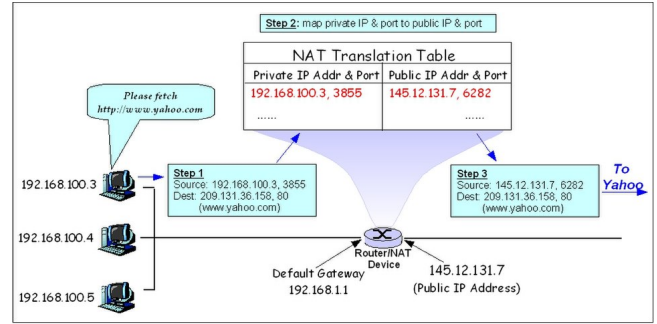 Step 2: map private IP & port to public IP & port
NAT Translation Table
Private IP Addr & Port Public IP Addr & Port
192.168.100.3, 3855 145.12.131.7, 6282
...... ......
Please fetch
http://www.yahoo.com
Step 1
Source: 192.168.100.3, 3855
Dest: 209.131.36.158, 80
(www.yahoo.com)
Step 3
Source: 145.12.131.7, 6282
Dest: 209.131.36.158, 80
(www.yahoo.com)
To
Yahoo
192.168.100.3
192.168.100.4
192.168.100.5
Router/NAT
Device
Default Gateway
192.168.1.1
145.12.131.7
(Public IP Address)